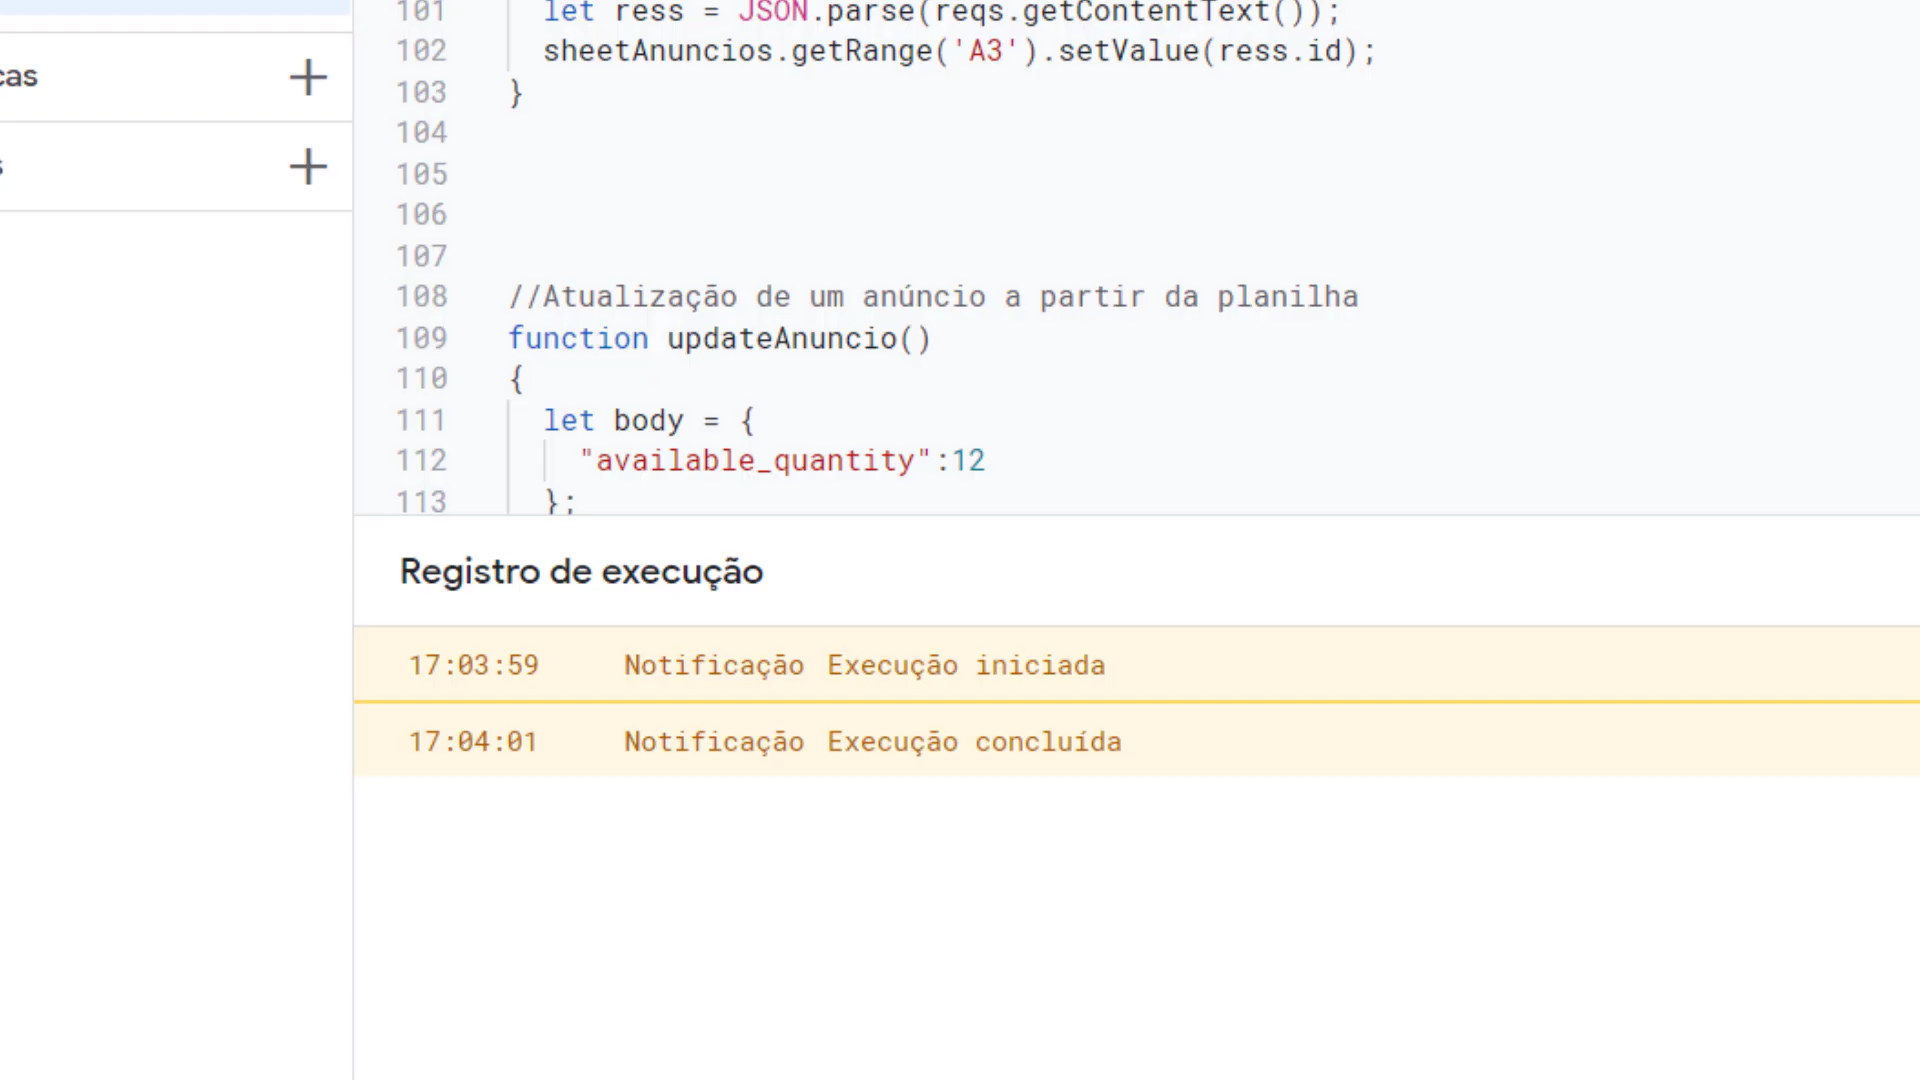 cas
101 let ress = JSON.parse(reqs.getContentText());
102 sheetAnuncios.getRange('A3').setValue(ress.id);
103 }
104
105
106
107
108 //Atualização de um anúncio a partir da planilha
109 function updateAnuncio()
110 {
111 let body = {
112 "available_quantity":12
113 };
Registro de execução
17:03:59 Notificação Execução iniciada
17:04:01 Notificação Execução concluída